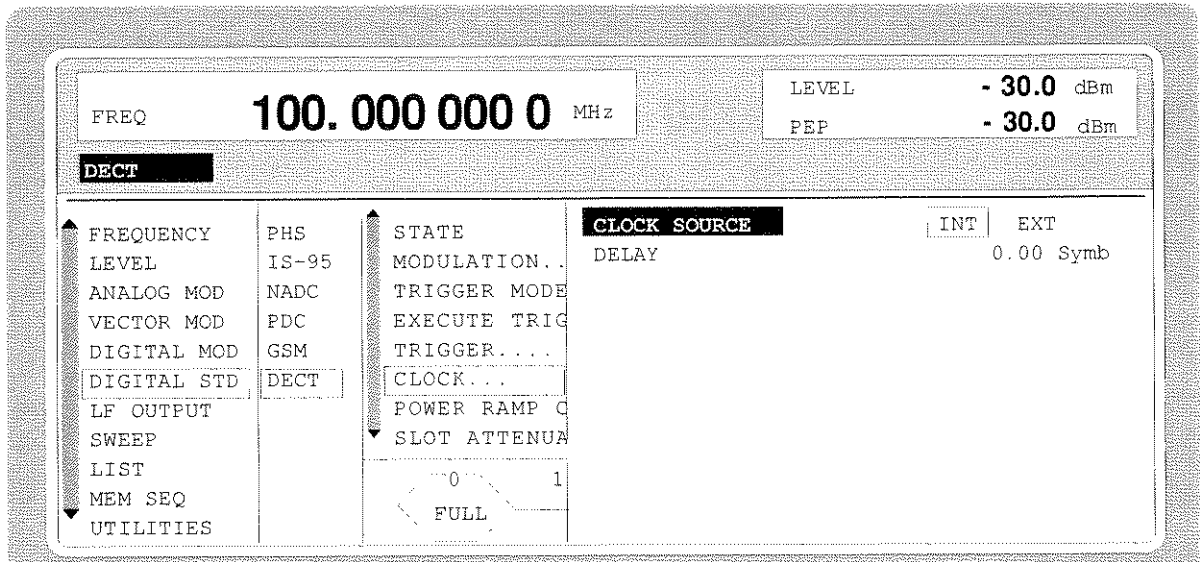 FREQ 100. 000 000 0 MHz
LEVEL - 30.0 dBm
PEP - 30.0 dBm
DECT
FREQUENCY
LEVEL
ANALOG MOD
VECTOR MOD
DIGITAL MOD
DIGITAL STD
LF OUTPUT
SWEEP
LIST
MEM SEQ
UTILITIES
PHS
IS-95
NADC
PDC
GSM
DECT
STATE
MODULATION..
TRIGGER MODE
EXECUTE TRIG
TRIGGER....
CLOCK...
POWER RAMP C
SLOT ATTENUA
0 1
FULL
CLOCK SOURCE INT EXT
DELAY 0.00 Symb